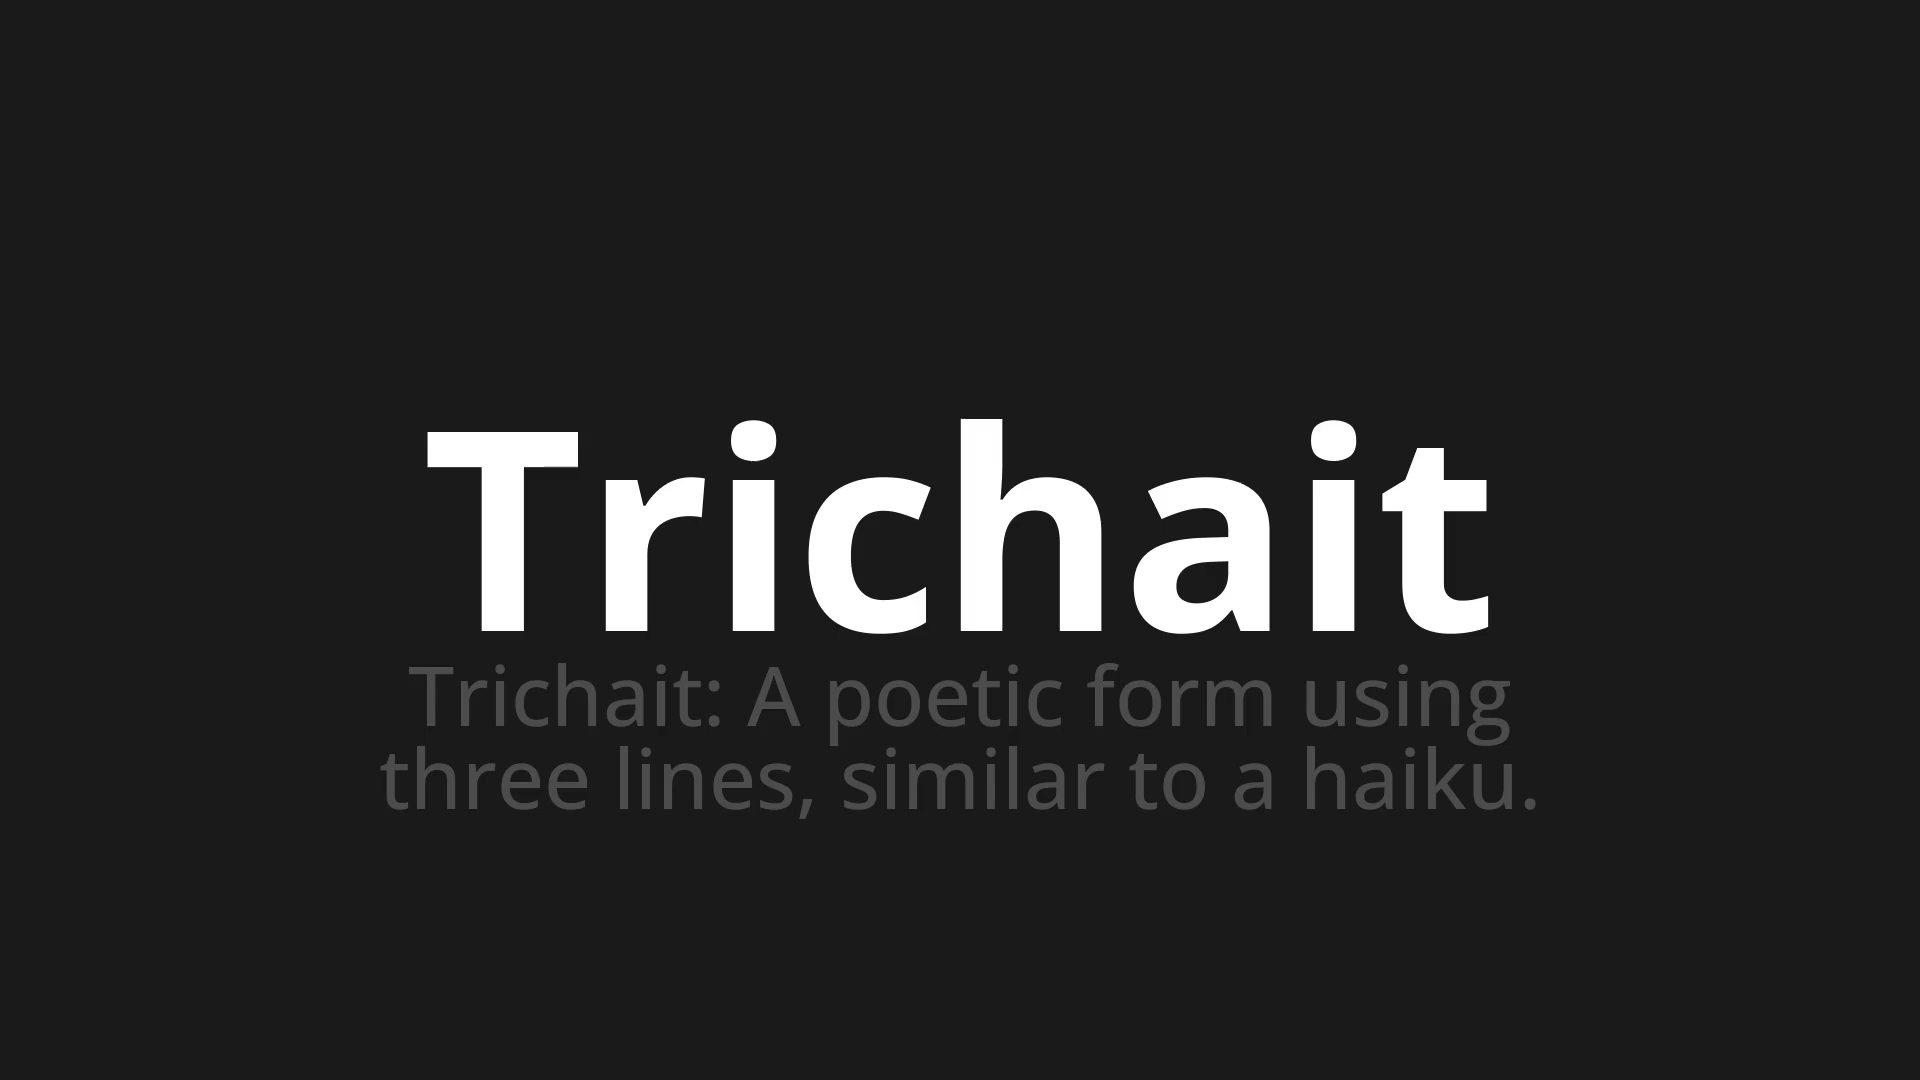 Trichait
Trichait: A poetic form using
three lines, similar to a haiku.